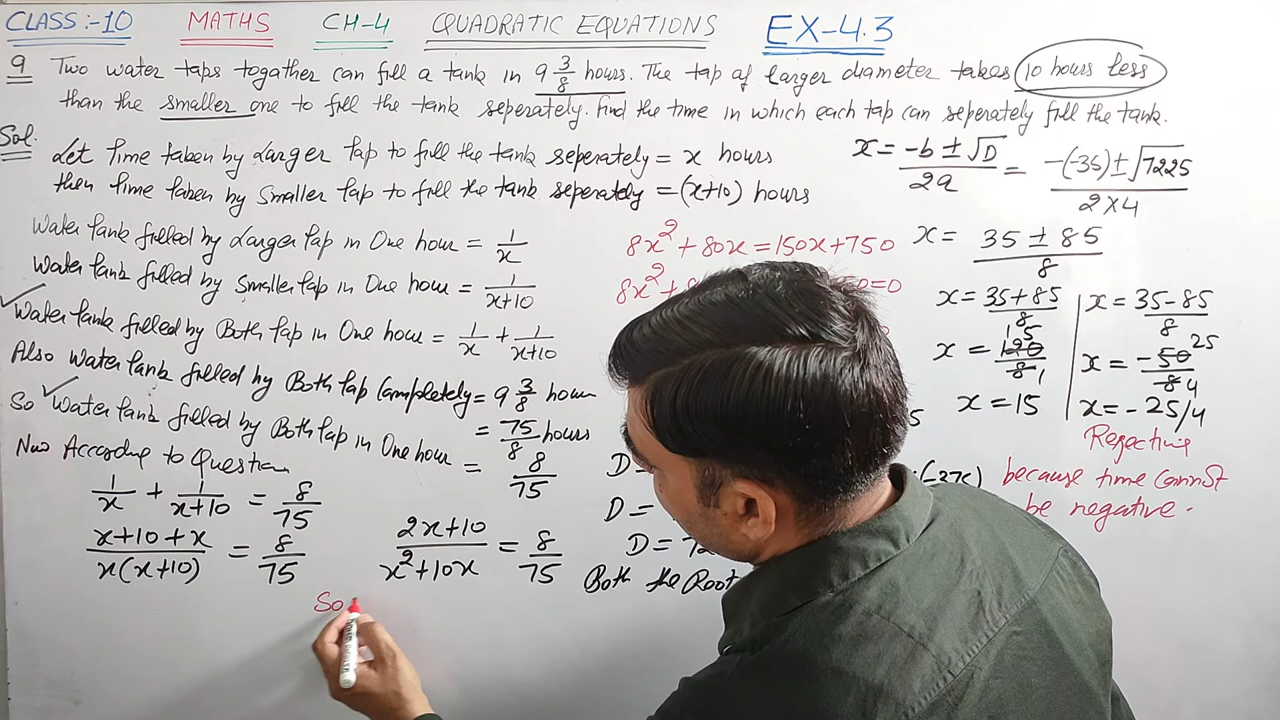 CLASS:-10 MATHS CH-4 QUADRATIC EQUATIONS EX-4.3
9 Two water taps togather can fill a tank in 9 3/8 hours. The tap of larger diameter takes 10 hours less
than the smaller one to fill the tank seperately. Find the time in which each tap can seperately fill the tank.
Sol.
Let Time taken by Larger Tap to fill the tank seperately = x hours
then Time taken by Smaller Tap to fill the tank seperately = (x+10) hours
Water tank filled by Larger tap in One hour = 1/x
Water tank filled by Smaller tap in One hour = 1/(x+10)
✓Water tank filled by Both tap in One hour = 1/x + 1/(x+10)
Also Water tank filled by Both tap Completely = 9 3/8 hour
= 75/8 hours
So ✓Water tank filled by Both tap in One hour = 8/75
Now According to Question
1/x + 1/(x+10) = 8/75
(x+10+x)/(x(x+10)) = 8/75
(2x+10)/(x²+10x) = 8/75
So
8x²+80x=150x+750
8x²+8
0=0
D=
D=
D=72
Both the Root
x = (-b ± √D)/2a = (-(-35) ± √7225)/(2×4)
x = (35 ± 85)/8
x = (35+85)/8
x = 120/8 15 1
x = 15
x = (35-85)/8
x = -50/8 25 4
x = -25/4
Rejecting
because time cannot
be negative.